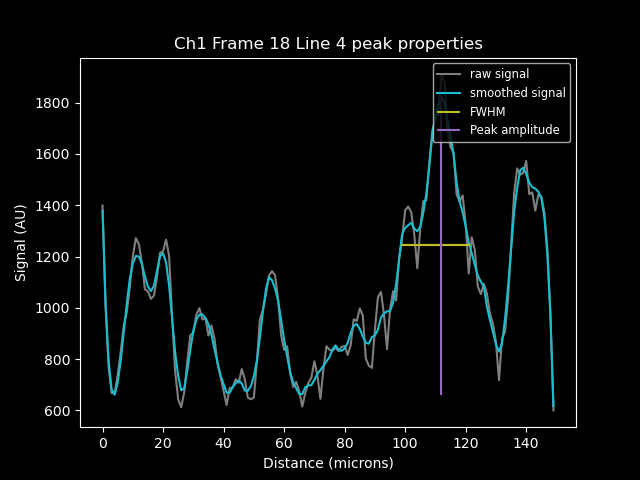 Ch1 Frame 18 Line 4 peak properties
raw signal
smoothed signal
FWHM
Peak amplitude
Signal (AU)
1800
1600
1400
1200
1000
800
600
0 20 40 60 80 100 120 140
Distance (microns)